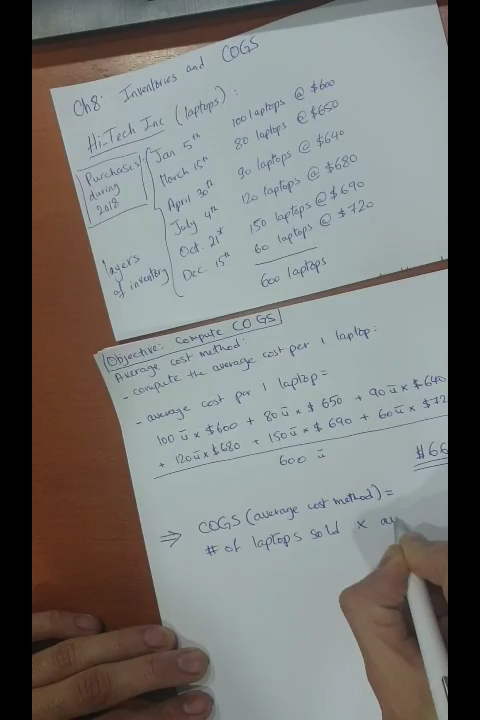 Ch8: Inventories and COGS
Hi-Tech Inc (laptops):
Purchases during 2018
Jan 5th 100 laptops @ $600
March 15th 80 laptops @ $650
April 30th 90 laptops @ $640
July 4th 120 laptops @ $680
Oct. 21st 150 laptops @ $690
Dec. 15th 60 laptops @ $720
layers of inventory
600 laptops
Objective: Compute COGS
Average cost method:
- compute the average cost per 1 laptop:
- average cost per 1 laptop =
100 u x $600 + 80 u x $650 + 90 u x $640
+ 120 u x $680 + 150 u x $690 + 60 u x $72
600 u
$66
⇒ COGS (average cost method) =
# of laptops sold x av